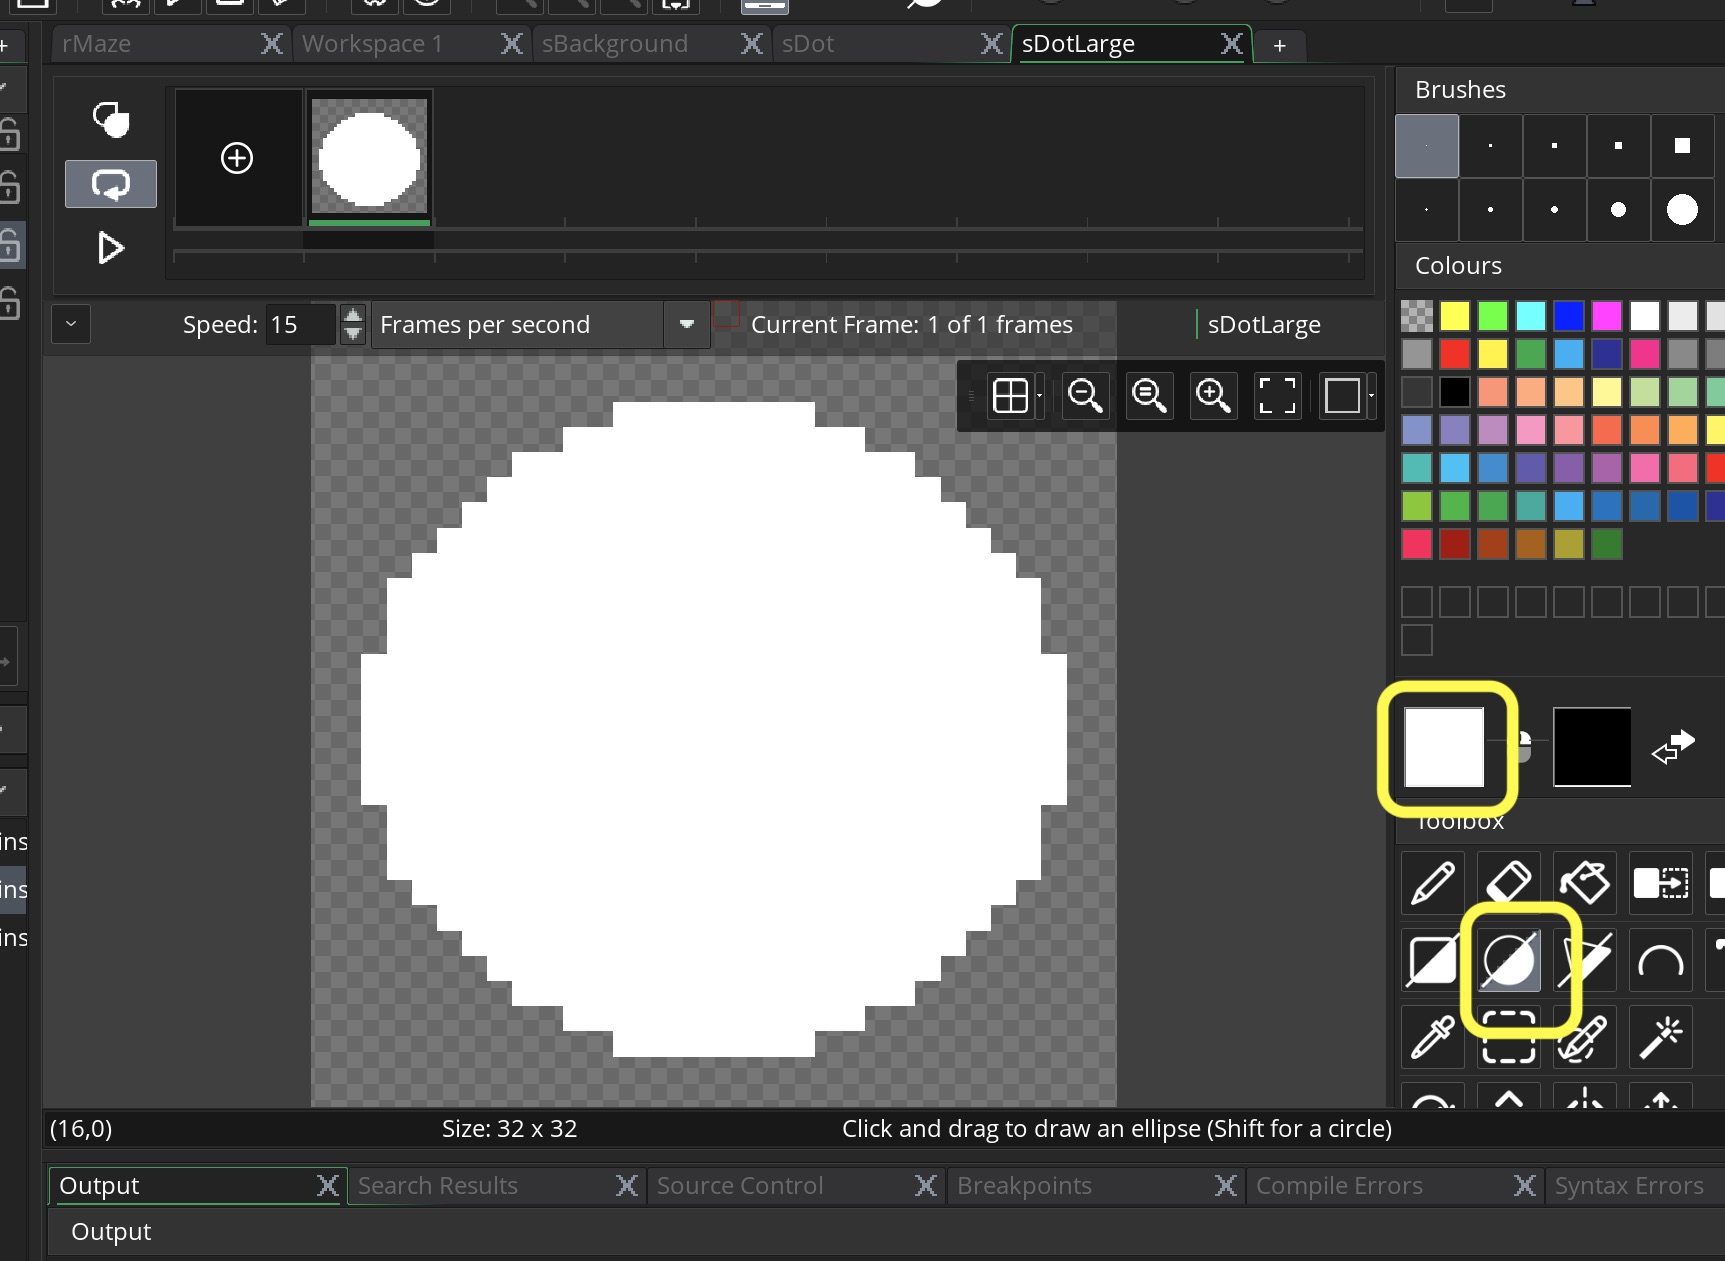 rMaze
Workspace 1
sBackground
sDot
sDotLarge
+
Brushes
Colours
Speed: 15
Frames per second
Current Frame: 1 of 1 frames
sDotLarge
Toolbox
ins
ins
ins
(16,0)
Size: 32 x 32
Click and drag to draw an ellipse (Shift for a circle)
Output
Search Results
Source Control
Breakpoints
Compile Errors
Syntax Errors
Output